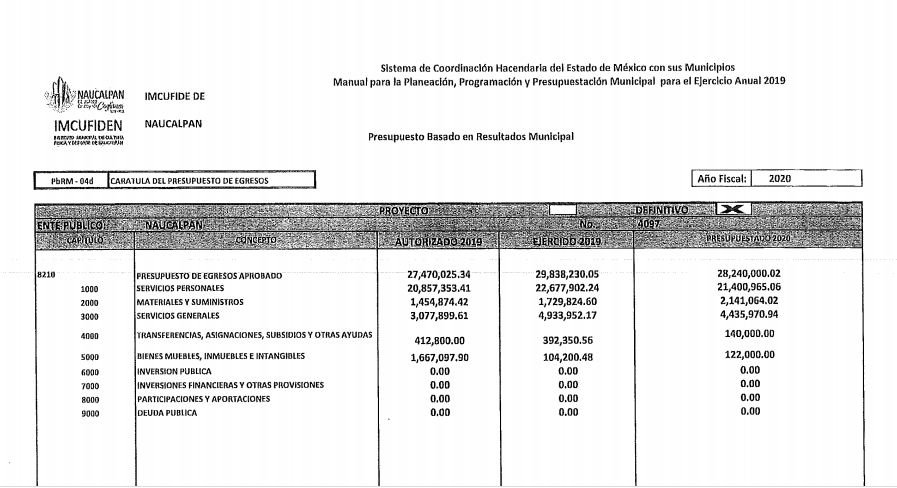 Sistema de Coordinación Hacendaria del Estado de México con sus Municipios
Manual para la Planeación, Programación y Presupuestación Municipal para el Ejercicio Anual 2019
NAUCALPAN
IMCUFIDE DE
IMCUFIDEN
NAUCALPAN
Presupuesto Basado en Resultados Municipal
PbRM - 04d CARATULA DEL PRESUPUESTO DE EGRESOS
Año Fiscal: 2020
PROYECTO DEFINITIVO X
ENTE PUBLICO: NAUCALPAN No. 4097
CAPITULO CONCEPTO AUTORIZADO 2019 EJERCIDO 2019 PRESUPUESTADO 2020
8210 PRESUPUESTO DE EGRESOS APROBADO 27,470,025.34 29,838,230.05 28,240,000.02
1000 SERVICIOS PERSONALES 20,857,353.41 22,677,902.24 21,400,965.06
2000 MATERIALES Y SUMINISTROS 1,454,874.42 1,729,824.60 2,141,064.02
3000 SERVICIOS GENERALES 3,077,899.61 4,933,952.17 4,435,970.94
4000 TRANSFERENCIAS, ASIGNACIONES, SUBSIDIOS Y OTRAS AYUDAS 412,800.00 392,350.56 140,000.00
5000 BIENES MUEBLES, INMUEBLES E INTANGIBLES 1,667,097.90 104,200.48 122,000.00
6000 INVERSION PUBLICA 0.00 0.00 0.00
7000 INVERSIONES FINANCIERAS Y OTRAS PROVISIONES 0.00 0.00 0.00
8000 PARTICIPACIONES Y APORTACIONES 0.00 0.00 0.00
9000 DEUDA PUBLICA 0.00 0.00 0.00